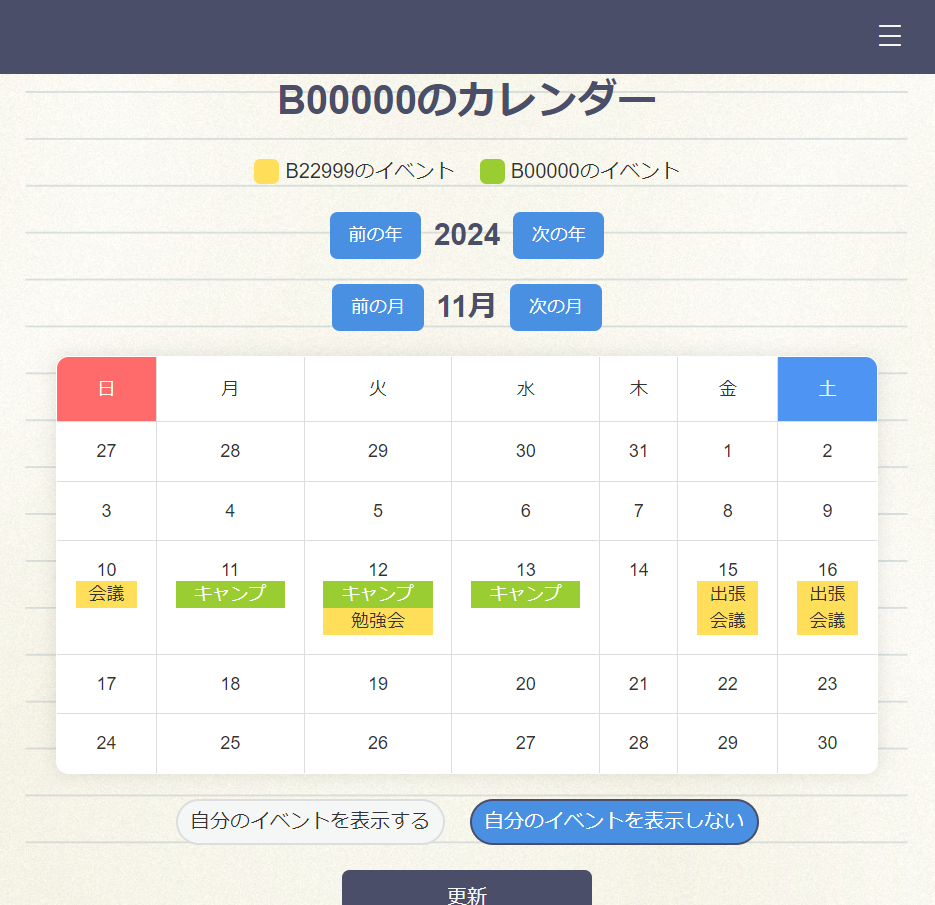 B00000のカレンダー
B22999のイベント B00000のイベント
前の年 2024 次の年
前の月 11月 次の月
日 月 火 水 木 金 土
27 28 29 30 31 1 2
3 4 5 6 7 8 9
10 11 12 13 14 15 16
会議 キャンプ キャンプ キャンプ 出張 出張
勉強会 会議 会議
17 18 19 20 21 22 23
24 25 26 27 28 29 30
自分のイベントを表示する 自分のイベントを表示しない
更新